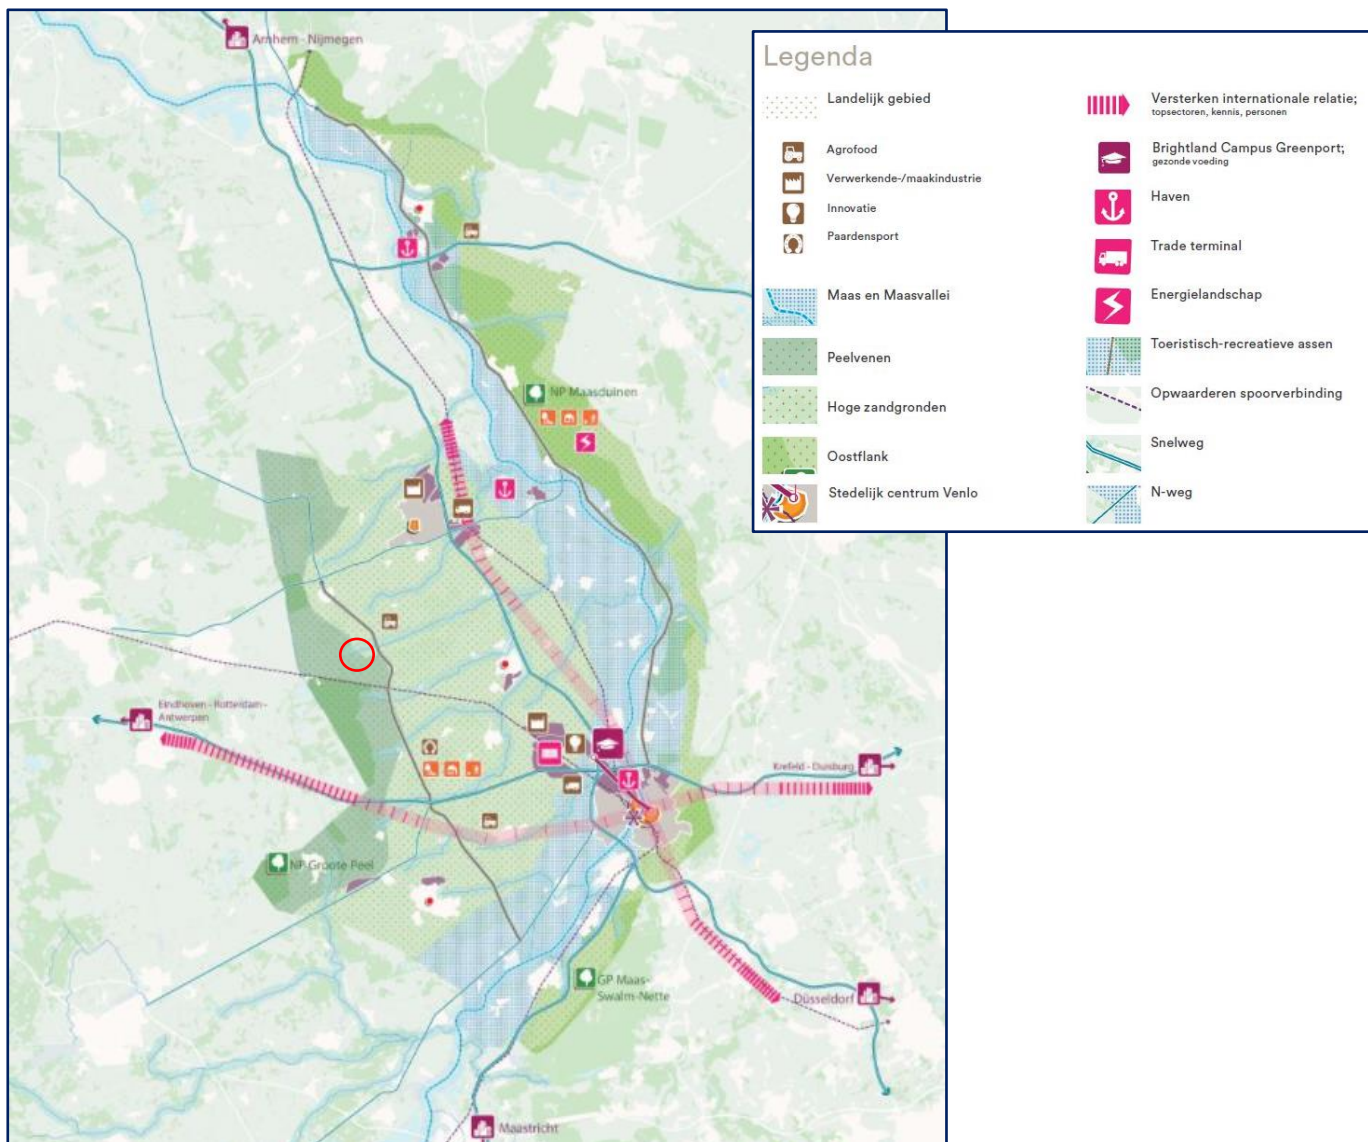 Arnhem - Nijmegen
NP Maasduinen
Eindhoven - Rotterdam -
Antwerpen
Krefeld - Duisburg
NP Groote Peel
GP Maas-
Swalm-Nette
Düsseldorf
Maastricht
Legenda
Landelijk gebied
Agrofood
Verwerkende-/maakindustrie
Innovatie
Paardensport
Maas en Maasvallei
Peelvenen
Hoge zandgronden
Oostflank
Stedelijk centrum Venlo
Versterken internationale relatie;
topsectoren, kennis, personen
Brightland Campus Greenport;
gezonde voeding
Haven
Trade terminal
Energielandschap
Toeristisch-recreatieve assen
Opwaarderen spoorverbinding
Snelweg
N-weg